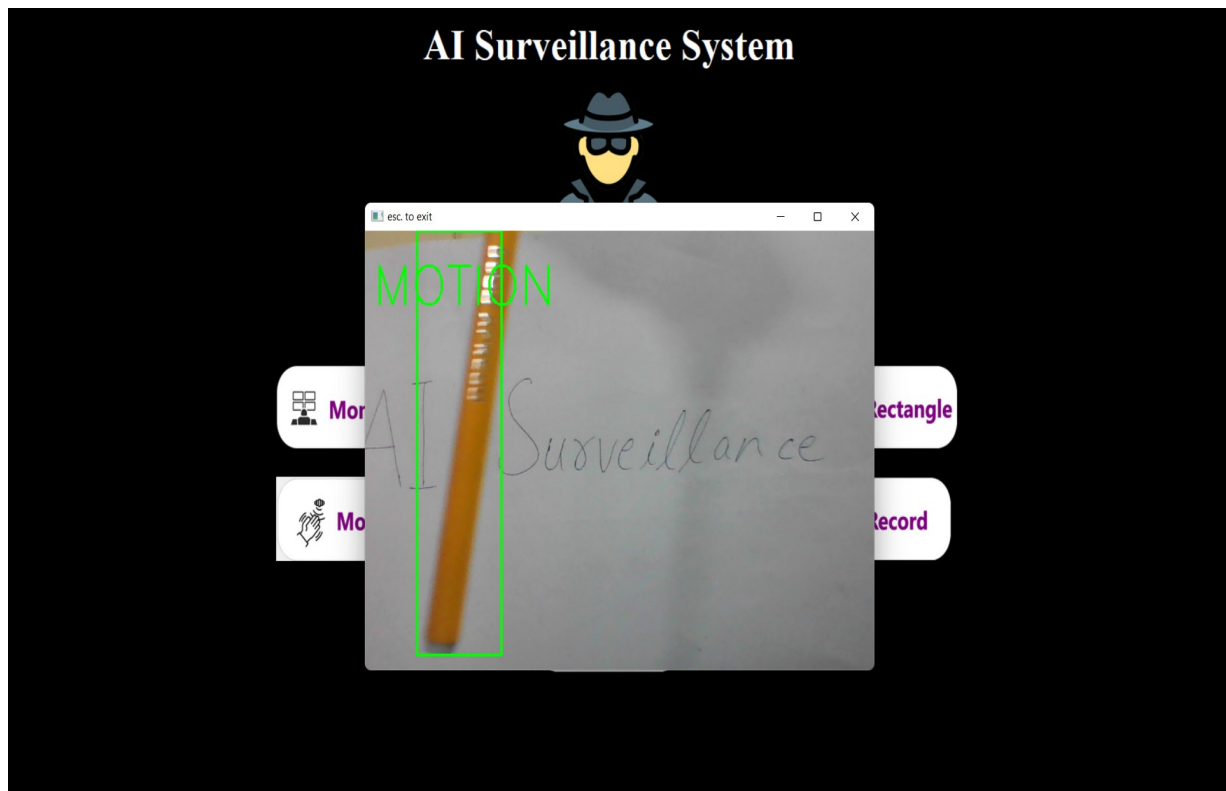 AI Surveillance System
esc. to exit
MOTION
AI Surveillance
Mon
Rectangle
Mo
Record